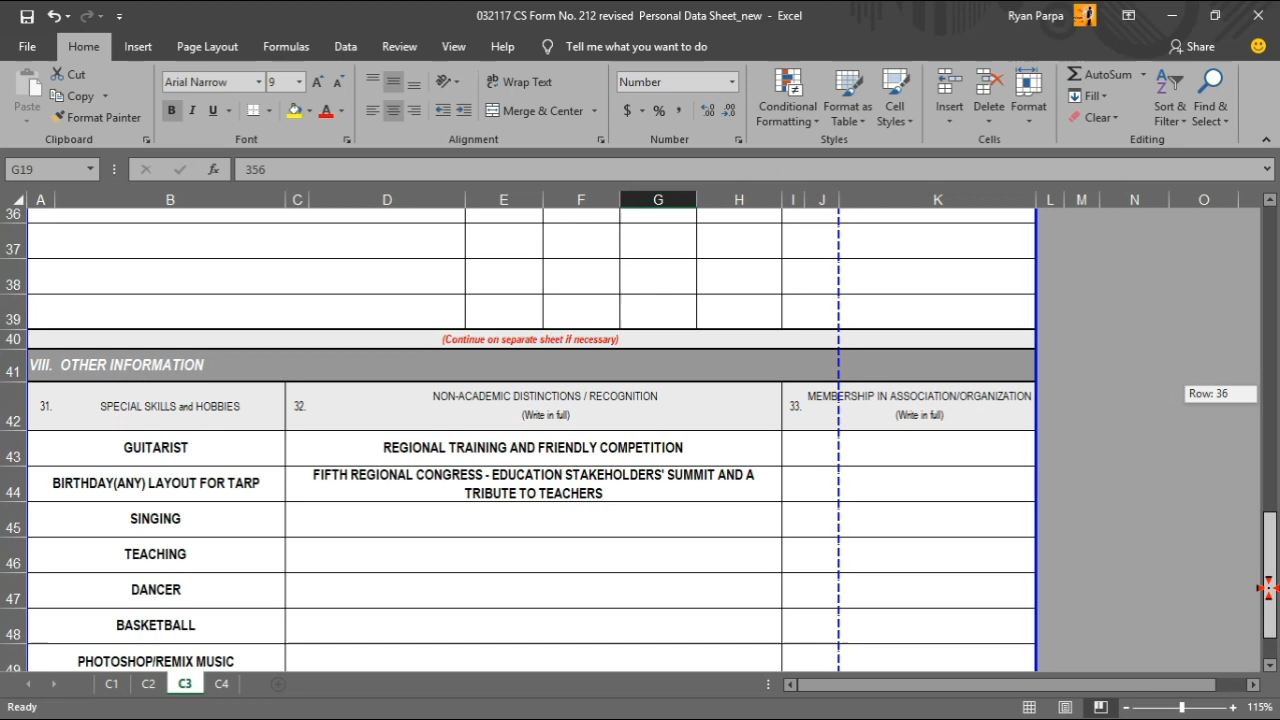 032117 CS Form No. 212 revised Personal Data Sheet_new - Excel
Ryan Parpa
File Home Insert Page Layout Formulas Data Review View Help Tell me what you want to do Share
Paste
Cut
Copy
Format Painter
Clipboard
Arial Narrow 9
B I U
Font
Wrap Text
Merge & Center
Alignment
Number
$ % ,
Number
Conditional Formatting
Format as Table
Cell Styles
Styles
Insert Delete Format
Cells
AutoSum
Fill
Clear
Sort & Filter
Find & Select
Editing
G19 fx 356
A B C D E F G H I J K L M N O
36
37
38
39
40 (Continue on separate sheet if necessary)
41 VIII. OTHER INFORMATION
42 31. SPECIAL SKILLS and HOBBIES 32. NON-ACADEMIC DISTINCTIONS / RECOGNITION (Write in full) 33. MEMBERSHIP IN ASSOCIATION/ORGANIZATION (Write in full)
Row: 36
43 GUITARIST REGIONAL TRAINING AND FRIENDLY COMPETITION
44 BIRTHDAY(ANY) LAYOUT FOR TARP FIFTH REGIONAL CONGRESS - EDUCATION STAKEHOLDERS' SUMMIT AND A TRIBUTE TO TEACHERS
45 SINGING
46 TEACHING
47 DANCER
48 BASKETBALL
49 PHOTOSHOP/REMIX MUSIC
C1 C2 C3 C4
Ready
115%